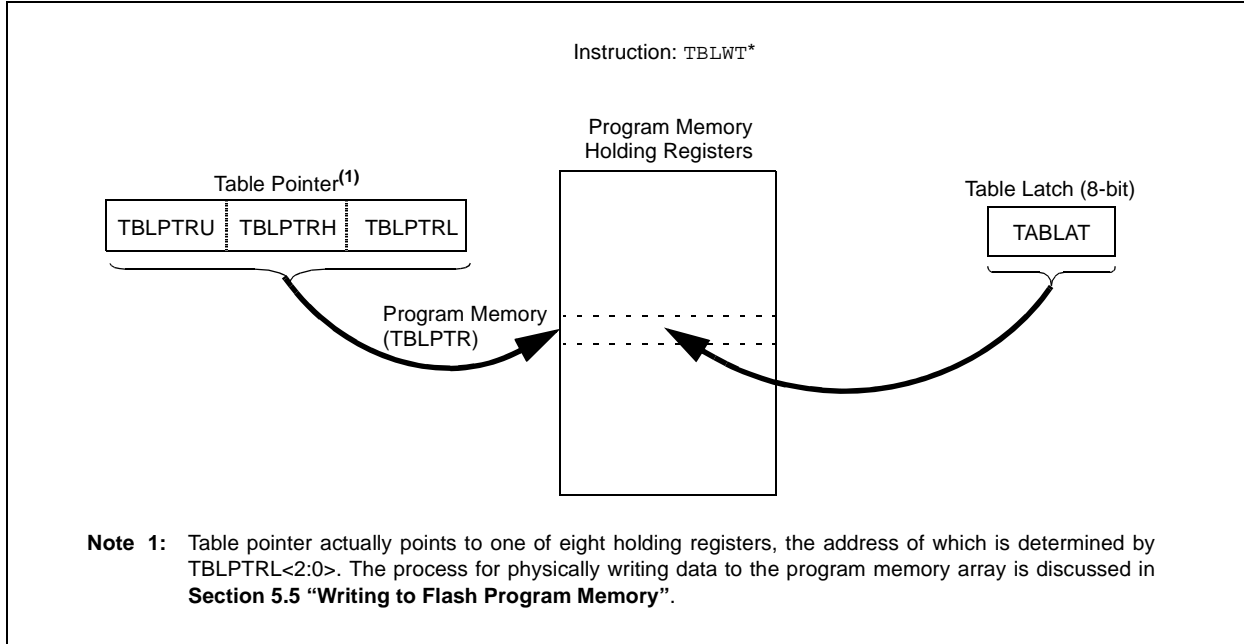 Instruction: TBLWT*
Program Memory
Holding Registers
Table Pointer(1)
Table Latch (8-bit)
TBLPTRU TBLPTRH TBLPTRL
TABLAT
Program Memory
(TBLPTR)
Note 1: Table pointer actually points to one of eight holding registers, the address of which is determined by
TBLPTRL<2:0>. The process for physically writing data to the program memory array is discussed in
Section 5.5 “Writing to Flash Program Memory”.